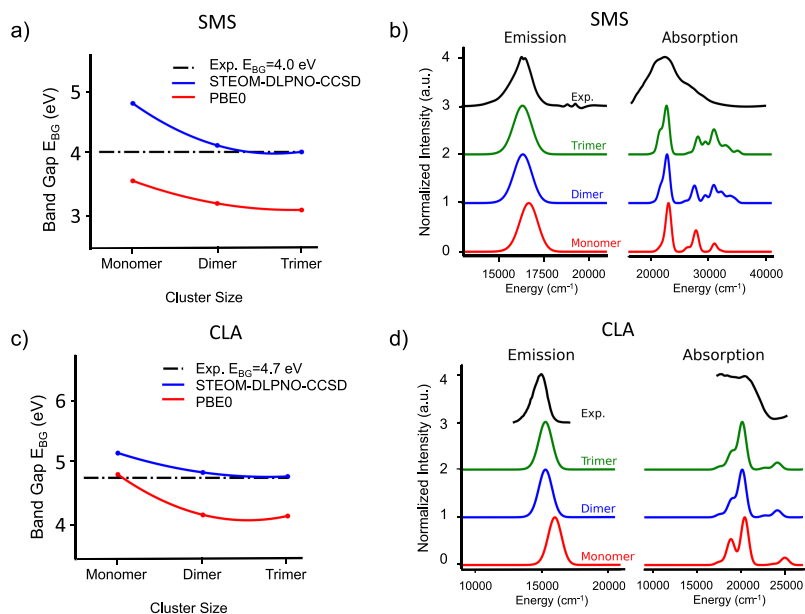 SMS
a)
Exp. E_BG=4.0 eV
STEOM-DLPNO-CCSD
PBE0
Band Gap E_BG (eV)
5
4
3
Monomer Dimer Trimer
Cluster Size
SMS
b)
Emission Absorption
Normalized Intensity (a.u.)
4
3
2
1
0
Exp.
Trimer
Dimer
Monomer
15000 17500 20000 20000 30000 40000
Energy (cm⁻¹) Energy (cm⁻¹)
CLA
c)
Exp. E_BG=4.7 eV
STEOM-DLPNO-CCSD
PBE0
Band Gap E_BG (eV)
6
5
4
Monomer Dimer Trimer
Cluster Size
CLA
d)
Emission Absorption
Normalized Intensity (a.u.)
4
3
2
1
0
Exp.
Trimer
Dimer
Monomer
10000 15000 20000 10000 15000 20000 25000
Energy (cm⁻¹) Energy (cm⁻¹)